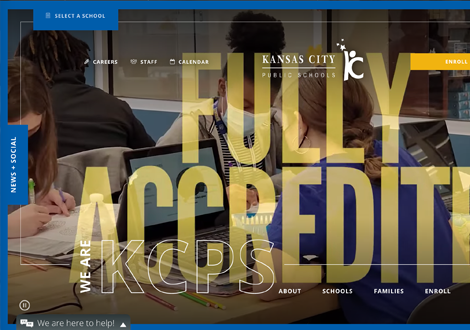 SELECT A SCHOOL
CAREERS
STAFF
CALENDAR
KANSAS CITY
PUBLIC SCHOOLS
KC
ENROLL
FULLY
ACCREDIT
NEWS + SOCIAL
WE ARE
KCPS
ABOUT
SCHOOLS
FAMILIES
ENROLL
We are here to help!